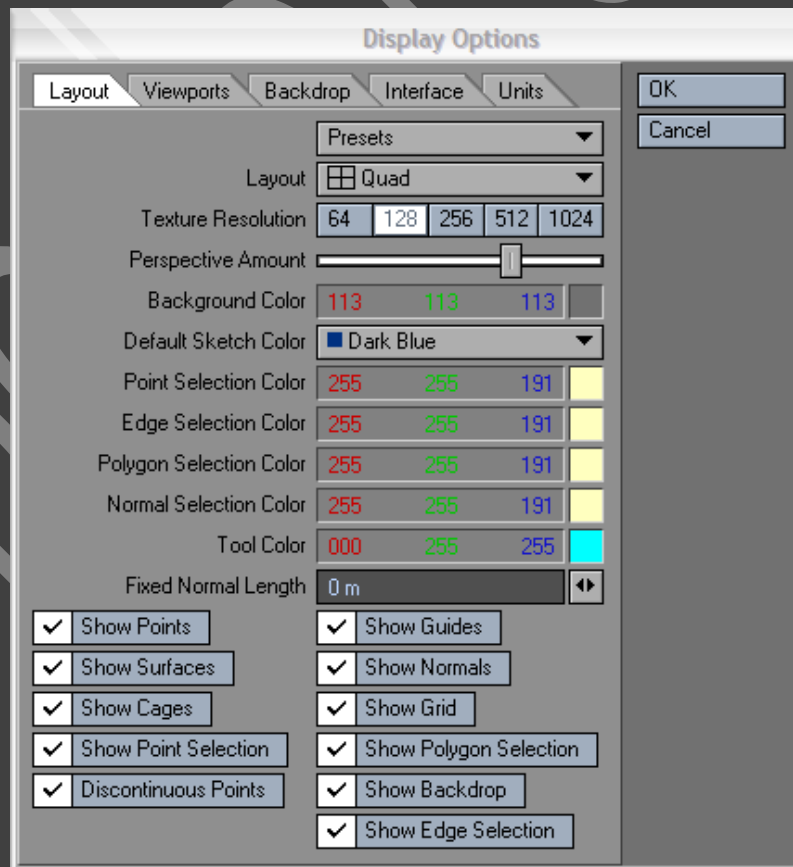 Display Options
Layout Viewports Backdrop Interface Units
OK
Cancel
Presets
Layout Quad
Texture Resolution 64 128 256 512 1024
Perspective Amount
Background Color 113 113 113
Default Sketch Color Dark Blue
Point Selection Color 255 255 191
Edge Selection Color 255 255 191
Polygon Selection Color 255 255 191
Normal Selection Color 255 255 191
Tool Color 000 255 255
Fixed Normal Length 0 m
Show Points Show Guides
Show Surfaces Show Normals
Show Cages Show Grid
Show Point Selection Show Polygon Selection
Discontinuous Points Show Backdrop
Show Edge Selection